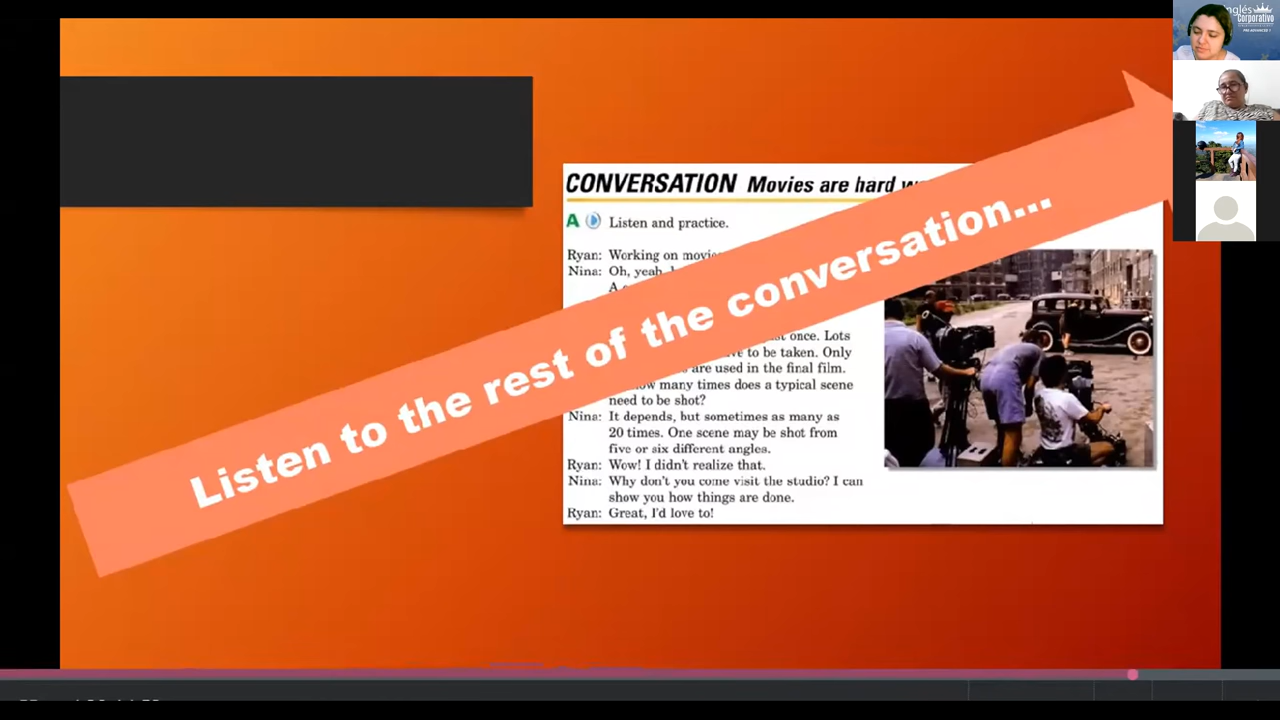 CONVERSATION Movies are hard
A Listen and practice.
Ryan: Working on movies
Nina: Oh, yeah,
once. Lots
to be taken. Only
are used in the final film.
many times does a typical scene
need to be shot?
Nina: It depends, but sometimes as many as
20 times. One scene may be shot from
five or six different angles.
Ryan: Wow! I didn't realize that.
Nina: Why don't you come visit the studio? I can
show you how things are done.
Ryan: Great, I'd love to!
Listen to the rest of the conversation...
Inglés
Corporativo